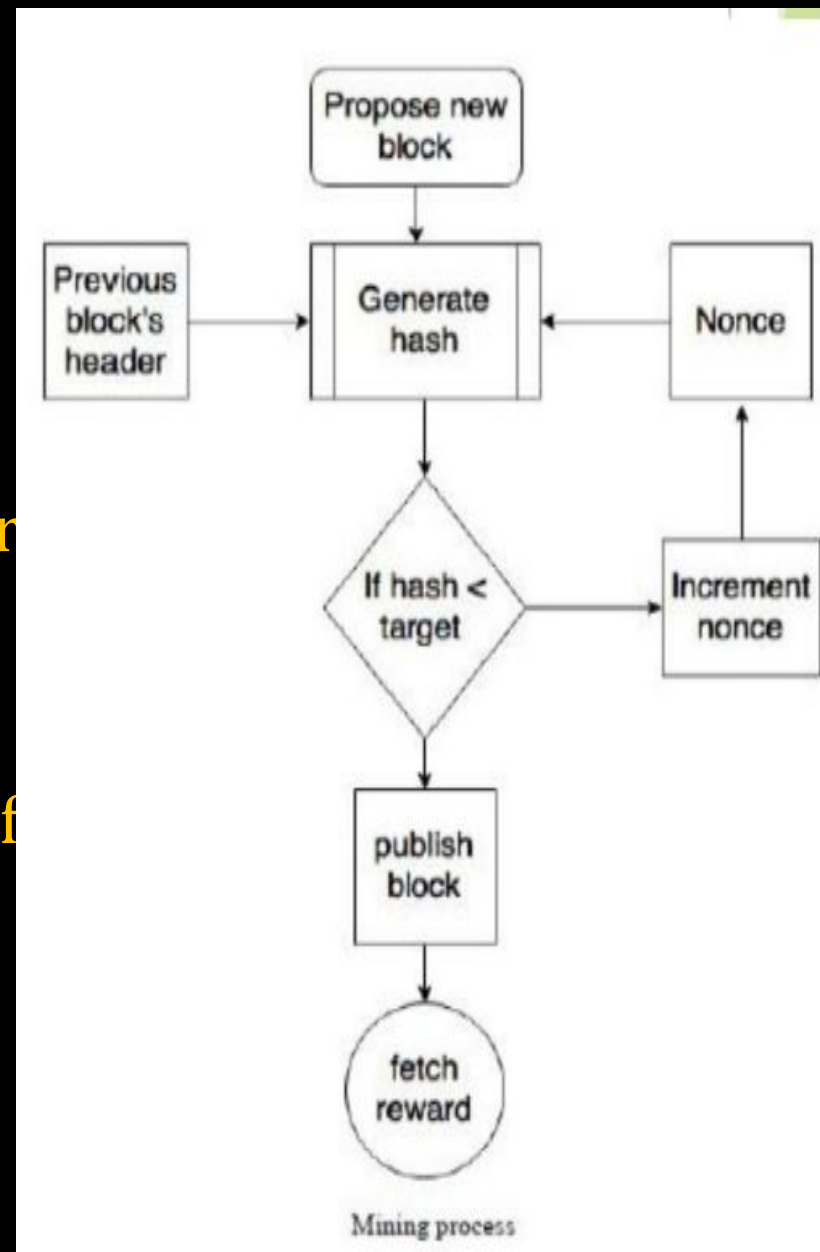 Propose new
block
Previous
block's
header
Generate
hash
Nonce
r
If hash <
target
Increment
nonce
f
publish
block
fetch
reward
Mining process